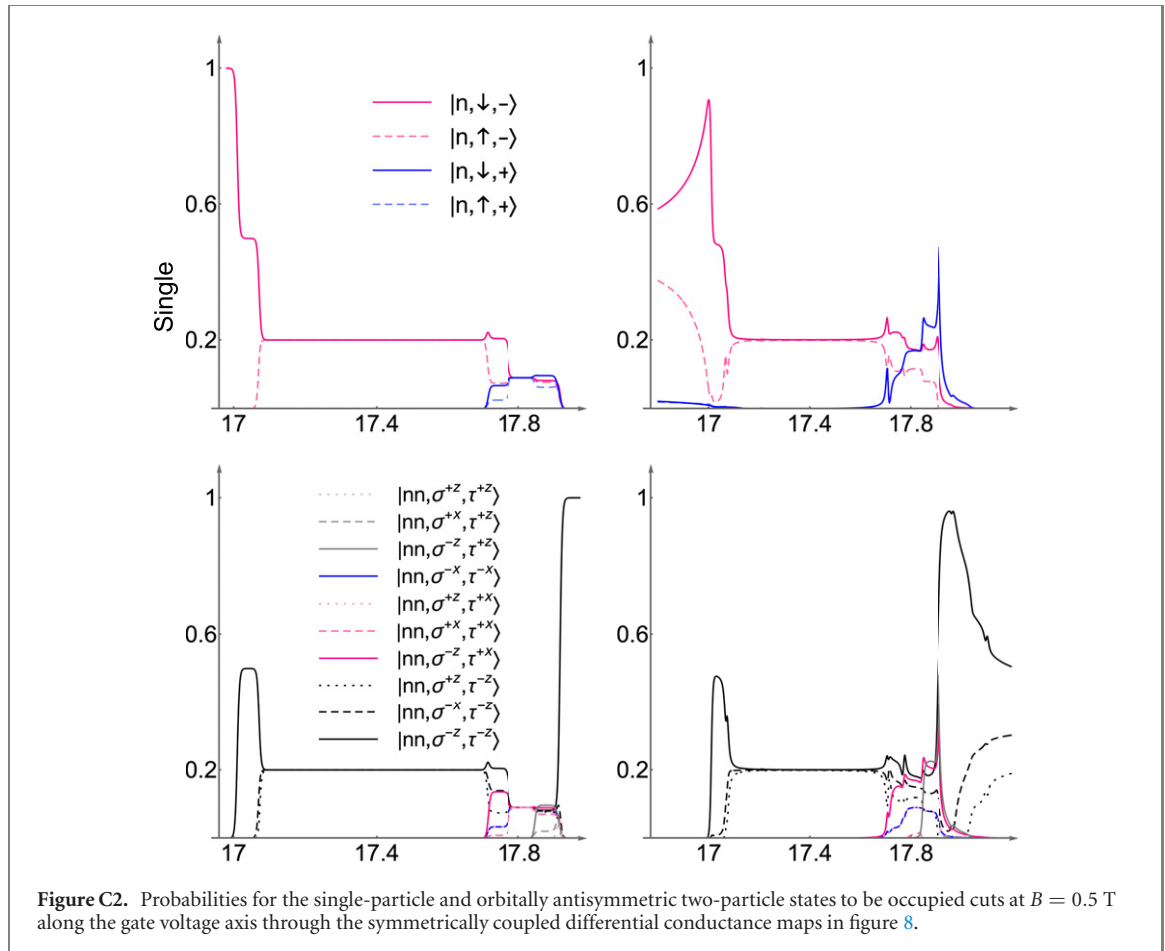 1
0.6
0.2
17
17.4
17.8
Single
|n,↓,−⟩
|n,↑,−⟩
|n,↓,+⟩
|n,↑,+⟩
1
0.6
0.2
17
17.4
17.8
1
0.6
0.2
17
17.4
17.8
|nn,σ⁺ᶻ,τ⁺ᶻ⟩
|nn,σ⁺ˣ,τ⁺ᶻ⟩
|nn,σ⁻ᶻ,τ⁺ᶻ⟩
|nn,σ⁻ˣ,τ⁻ˣ⟩
|nn,σ⁺ᶻ,τ⁺ˣ⟩
|nn,σ⁺ˣ,τ⁺ˣ⟩
|nn,σ⁻ᶻ,τ⁺ˣ⟩
|nn,σ⁺ᶻ,τ⁻ᶻ⟩
|nn,σ⁻ˣ,τ⁻ᶻ⟩
|nn,σ⁻ᶻ,τ⁻ᶻ⟩
1
0.6
0.2
17
17.4
17.8
Figure C2. Probabilities for the single-particle and orbitally antisymmetric two-particle states to be occupied cuts at B = 0.5 T
along the gate voltage axis through the symmetrically coupled differential conductance maps in figure 8.